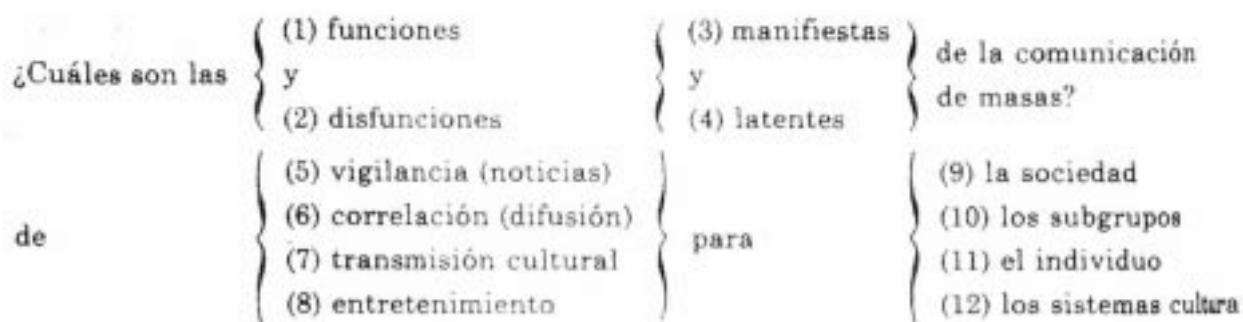 ¿Cuáles son las (1) funciones y (2) disfunciones (3) manifiestas y (4) latentes de la comunicación de masas?
de (5) vigilancia (noticias) (6) correlación (difusión) (7) transmisión cultural (8) entretenimiento para (9) la sociedad (10) los subgrupos (11) el individuo (12) los sistemas cultura